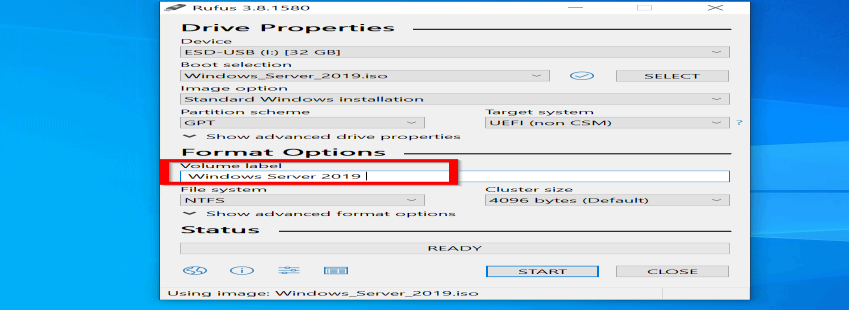 Rufus 3.8.1580
Drive Properties
Device
ESD-USB (I:) [32 GB]
Boot selection
Windows_Server_2019.iso
SELECT
Image option
Standard Windows installation
Partition scheme
Target system
GPT
UEFI (non CSM)
?
Show advanced drive properties
Format Options
Volume label
Windows Server 2019
File system
Cluster size
NTFS
4096 bytes (Default)
Show advanced format options
Status
READY
START
CLOSE
Using image: Windows_Server_2019.iso